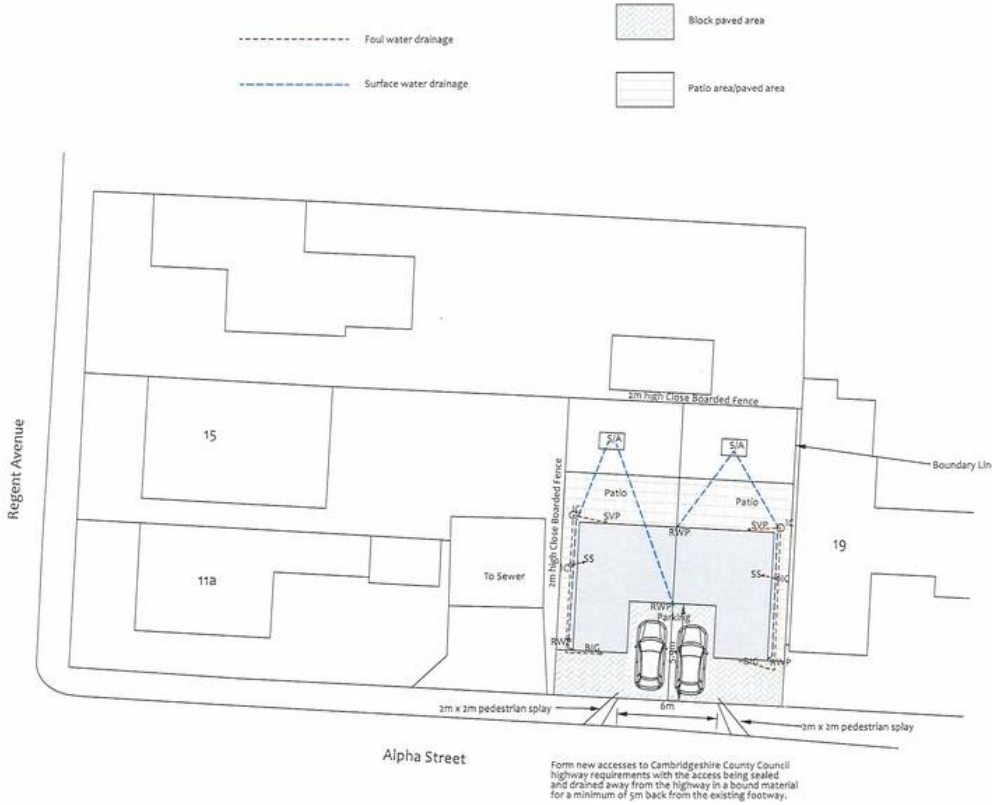 Foul water drainage
Surface water drainage
Block paved area
Patio area/paved area
Regent Avenue
2m high Close Boarded Fence
15
S/A
S/A
Boundary Lin
2m high Close Boarded Fence
Patio
Patio
IC
SVP
RWP
SVP
IC
19
11a
To Sewer
SS
SS
RWP
Parking
RWP
BIG
BIG
RWP
2m x 2m pedestrian splay
6m
2m x 2m pedestrian splay
Alpha Street
Form new accesses to Cambridgeshire County Council
highway requirements with the access being sealed
and drained away from the highway in a bound material
for a minimum of 5m back from the existing footway.